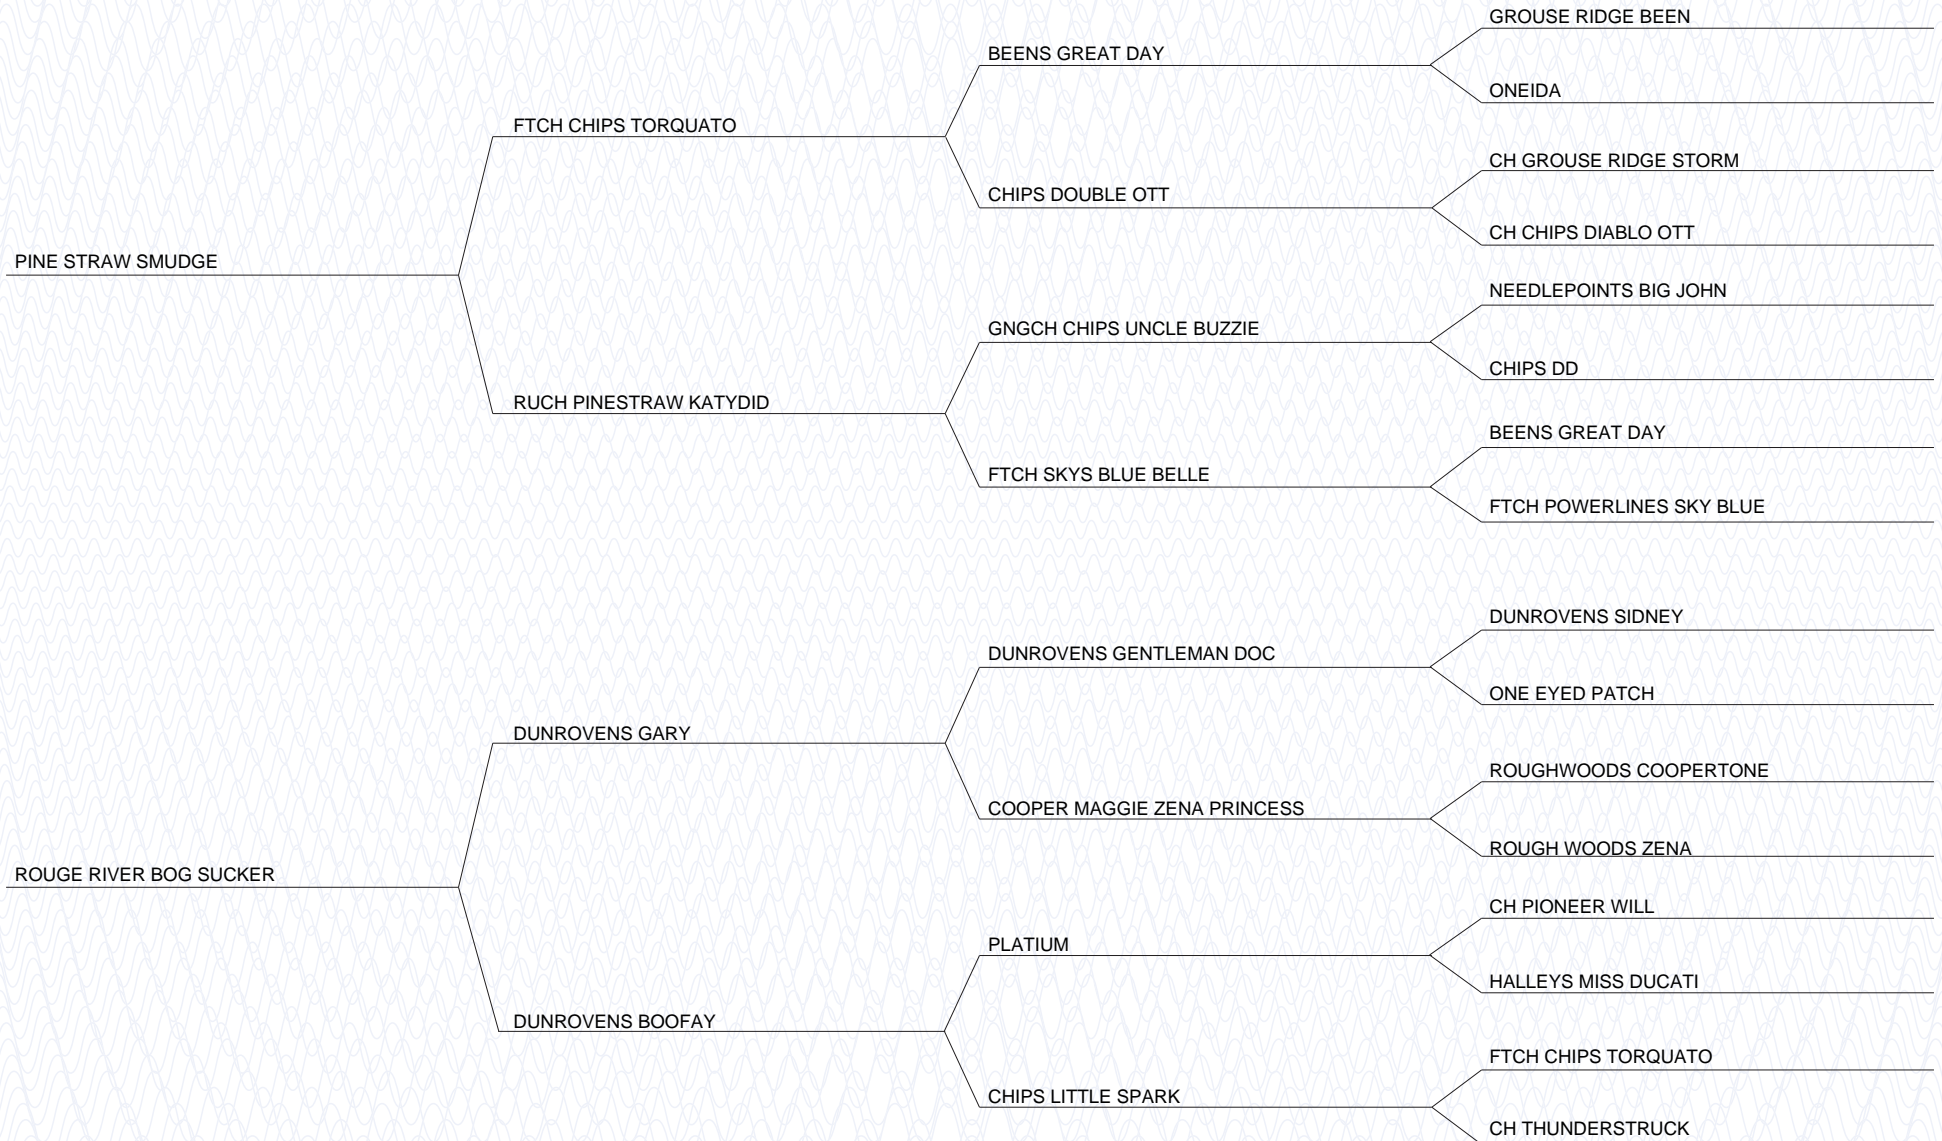 GROUSE RIDGE BEEN
BEENS GREAT DAY
ONEIDA
FTCH CHIPS TORQUATO
CH GROUSE RIDGE STORM
CHIPS DOUBLE OTT
CH CHIPS DIABLO OTT
PINE STRAW SMUDGE
NEEDLEPOINTS BIG JOHN
GNGCH CHIPS UNCLE BUZZIE
CHIPS DD
RUCH PINESTRAW KATYDID
BEENS GREAT DAY
FTCH SKYS BLUE BELLE
FTCH POWERLINES SKY BLUE
DUNROVENS SIDNEY
DUNROVENS GENTLEMAN DOC
ONE EYED PATCH
DUNROVENS GARY
ROUGHWOODS COOPERTONE
COOPER MAGGIE ZENA PRINCESS
ROUGH WOODS ZENA
ROUGE RIVER BOG SUCKER
CH PIONEER WILL
PLATIUM
HALLEYS MISS DUCATI
DUNROVENS BOOFAY
FTCH CHIPS TORQUATO
CHIPS LITTLE SPARK
CH THUNDERSTRUCK